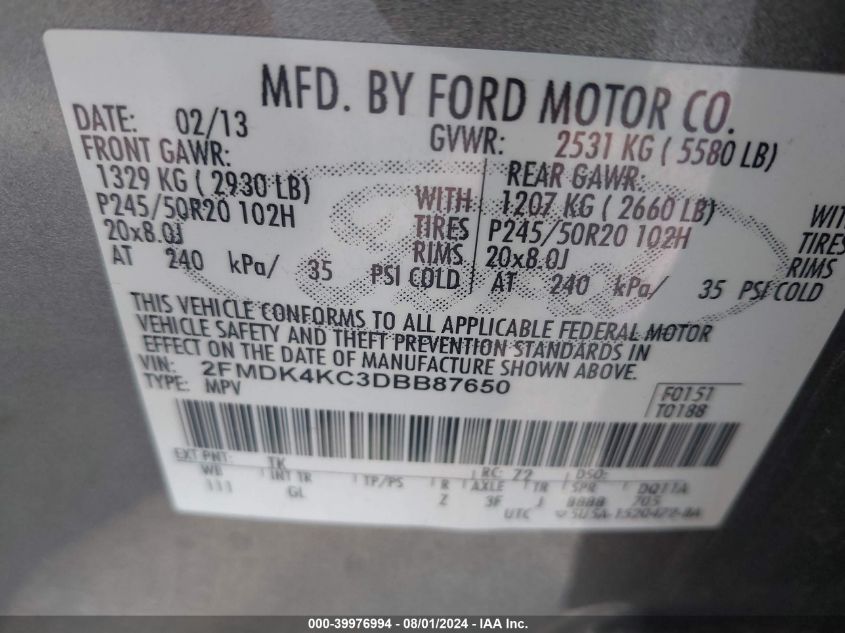 MFD. BY FORD MOTOR CO.
DATE: 02/13 GVWR: 2531 KG ( 5580 LB)
FRONT GAWR: REAR GAWR:
1329 KG ( 2930 LB) WITH 1207 KG ( 2660 LB) WIT
P245/50R20 102H TIRES P245/50R20 102H TIRES
20x8.0J RIMS 20x8.0J RIMS
AT 240 kPa/ 35 PSI COLD AT 240 kPa/ 35 PSI COLD
THIS VEHICLE CONFORMS TO ALL APPLICABLE FEDERAL MOTOR
VEHICLE SAFETY AND THEFT PREVENTION STANDARDS IN
EFFECT ON THE DATE OF MANUFACTURE SHOWN ABOVE.
VIN: 2FMDK4KC3DBB87650 F0151
TYPE: MPV T0188
EXT PNT: TK RC: 72 DSO:
WB INT TR TP/PS R AXLE TR SPR DQ11A
GL Z 3F J 705
UTC
000-39976994 - 08/01/2024 - IAA Inc.